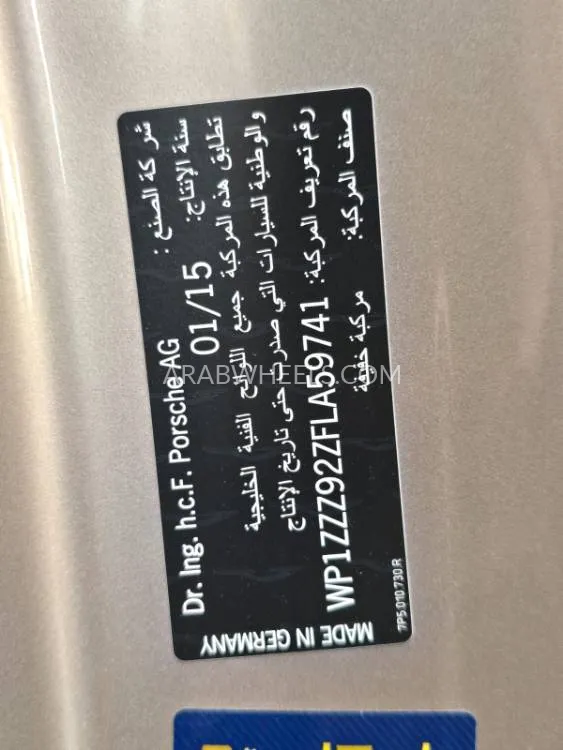 شركة الصنع : Dr. Ing. h.c.F. Porsche AG
سنة الإنتاج: 01/15
تطابق هذه المركبة جميع اللوائح الفنية الخليجية
والوطنية للسيارات التي صدرت حتى تاريخ الإنتاج
رقم تعريف المركبة: WP1ZZZ92ZFLA59741
صنف المركبة: مركبة خفيفة
MADE IN GERMANY
7P5.010.730.R
ARABWHEELS.COM